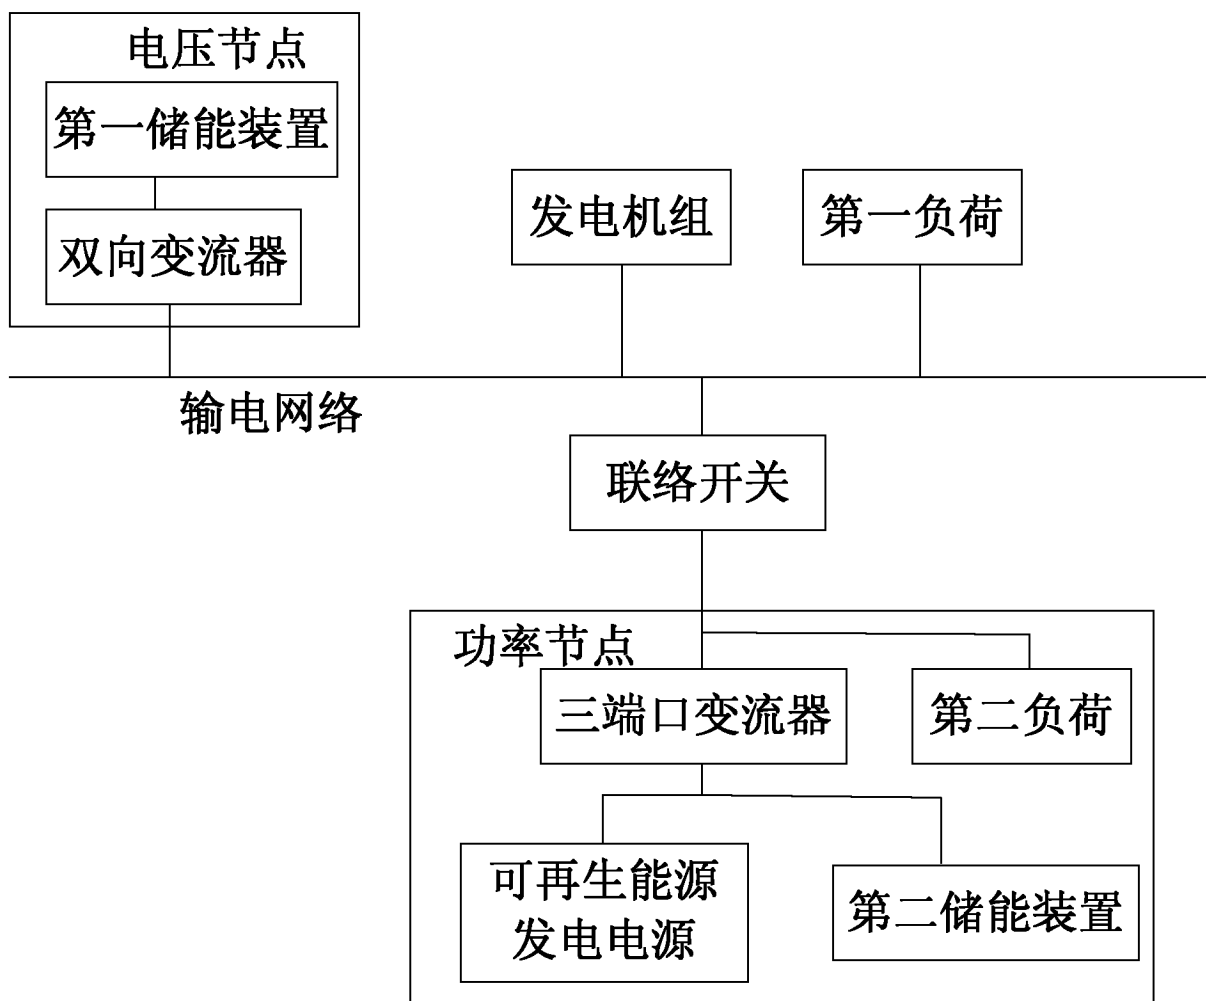 电压节点
第一储能装置
双向变流器
发电机组
第一负荷
输电网络
联络开关
功率节点
三端口变流器
第二负荷
可再生能源
发电电源
第二储能装置